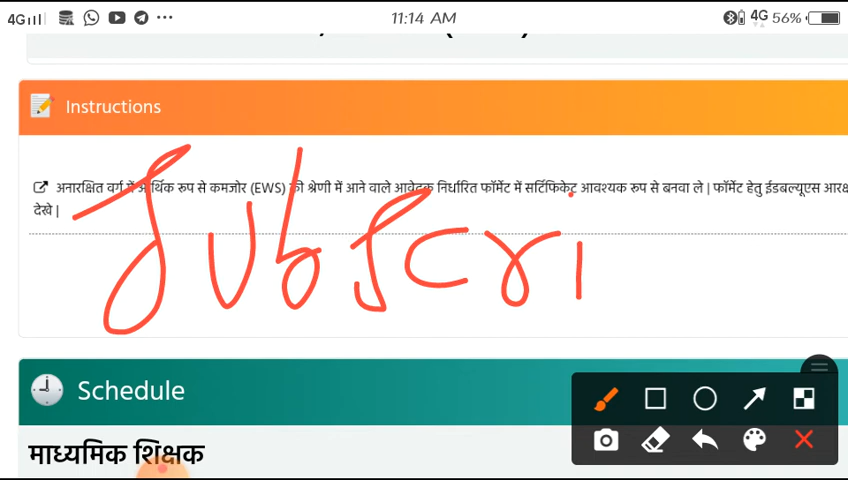 4G
11:14 AM
4G 56%
Instructions
अनारक्षित वर्ग में आर्थिक रूप से कमजोर (EWS) की श्रेणी में आने वाले आवेदक निर्धारित फॉर्मेट में सर्टिफिकेट आवश्यक रूप से बनवा ले | फॉर्मेट हेतु ईडबल्यूएस आरक्ष
देखे |
Subscri
Schedule
माध्यमिक शिक्षक